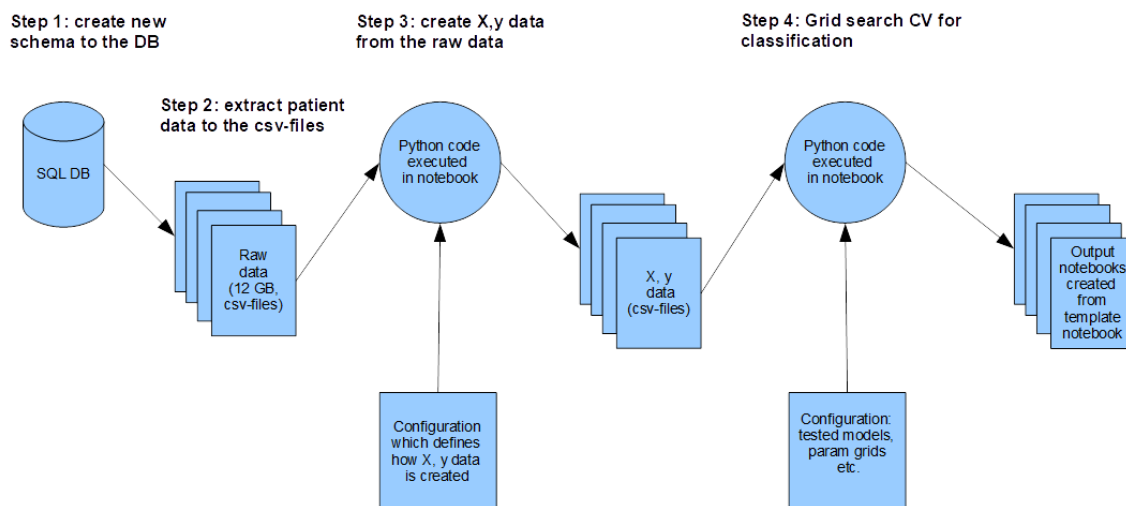 Step 1: create new
schema to the DB
Step 2: extract patient
data to the csv-files
Step 3: create X,y data
from the raw data
Step 4: Grid search CV for
classification
SQL DB
Raw
data
(12 GB,
csv-files)
Python code
executed
in notebook
Configuration
which defines
how X, y data
is created
X, y
data
(csv-files)
Python code
executed
in notebook
Configuration:
tested models,
param grids
etc.
Output
notebooks
created
from
template
notebook